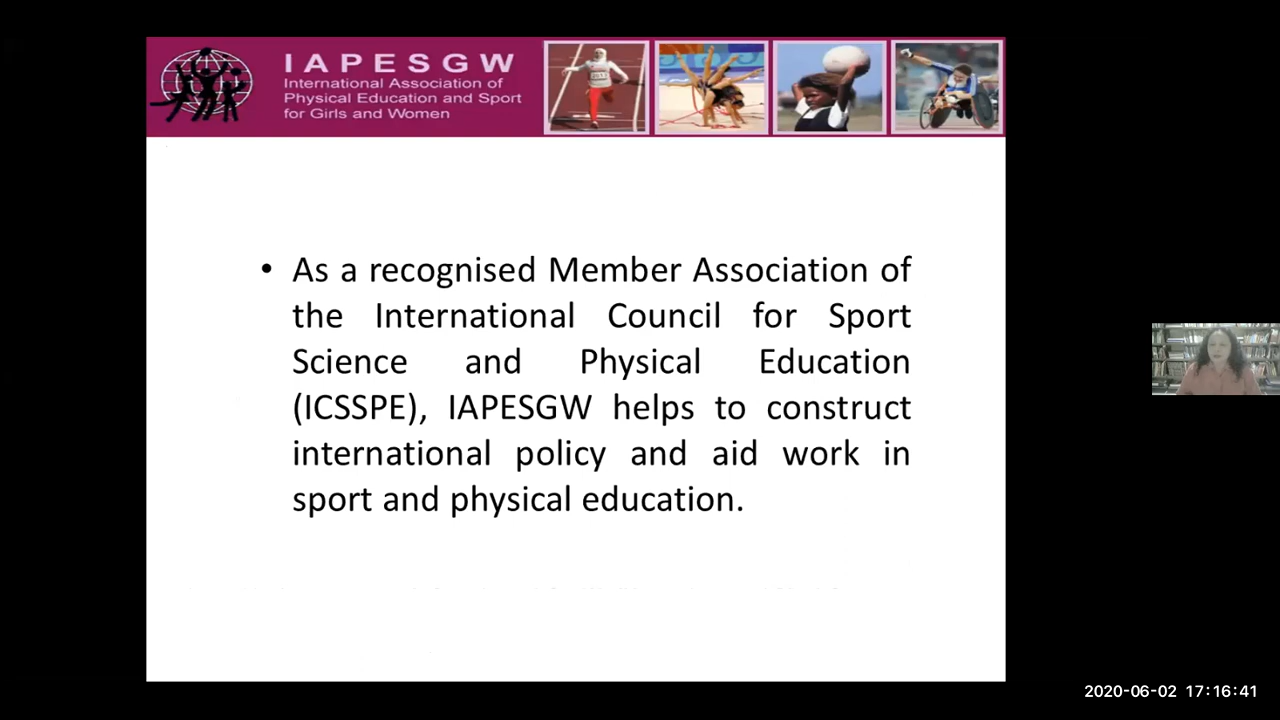 IAPESGW
International Association of
Physical Education and Sport
for Girls and Women
• As a recognised Member Association of
the International Council for Sport
Science and Physical Education
(ICSSPE), IAPESGW helps to construct
international policy and aid work in
sport and physical education.
2020-06-02 17:16:41